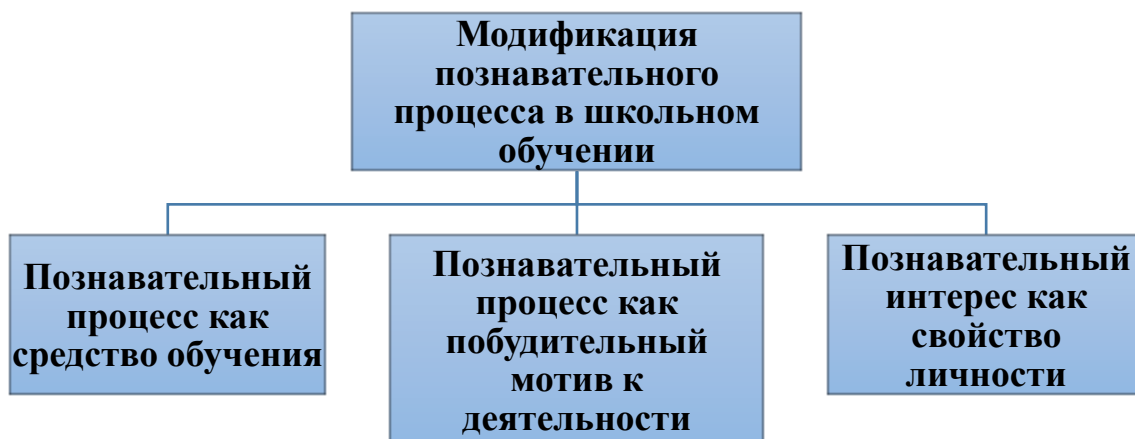 Модификация
познавательного
процесса в школьном
обучении
Познавательный
процесс как
средство обучения
Познавательный
процесс как
побудительный
мотив к
деятельности
Познавательный
интерес как
свойство
личности